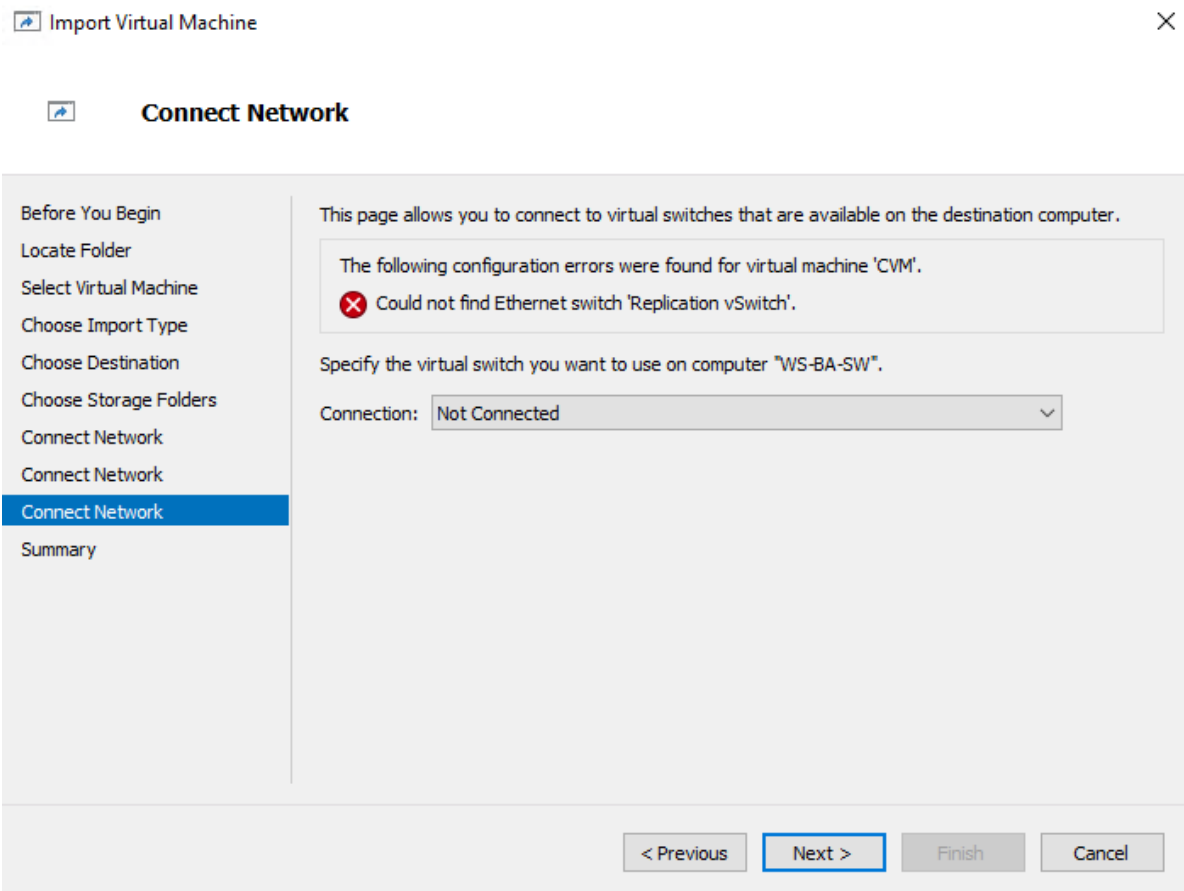 Import Virtual Machine
Connect Network
Before You Begin
Locate Folder
Select Virtual Machine
Choose Import Type
Choose Destination
Choose Storage Folders
Connect Network
Connect Network
Connect Network
Summary
This page allows you to connect to virtual switches that are available on the destination computer.
The following configuration errors were found for virtual machine 'CVM'.
Could not find Ethernet switch 'Replication vSwitch'.
Specify the virtual switch you want to use on computer "WS-BA-SW".
Connection: Not Connected
< Previous Next > Finish Cancel